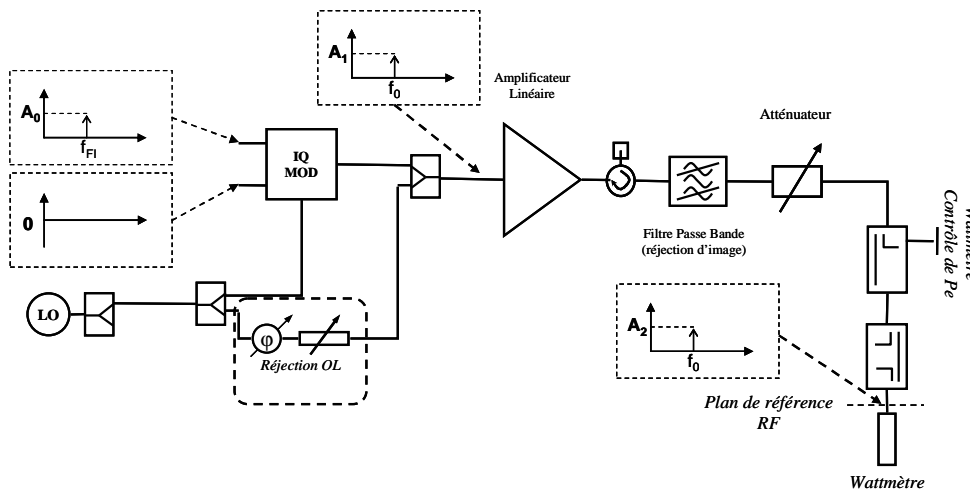 A1
f0
Amplificateur
Linéaire
A0
fFI
IQ
MOD
Atténuateur
0
Filtre Passe Bande
(réjection d'image)
Wattmètre
Contrôle de Pe
LO
φ
Réjection OL
A2
f0
Plan de référence
RF
Wattmètre